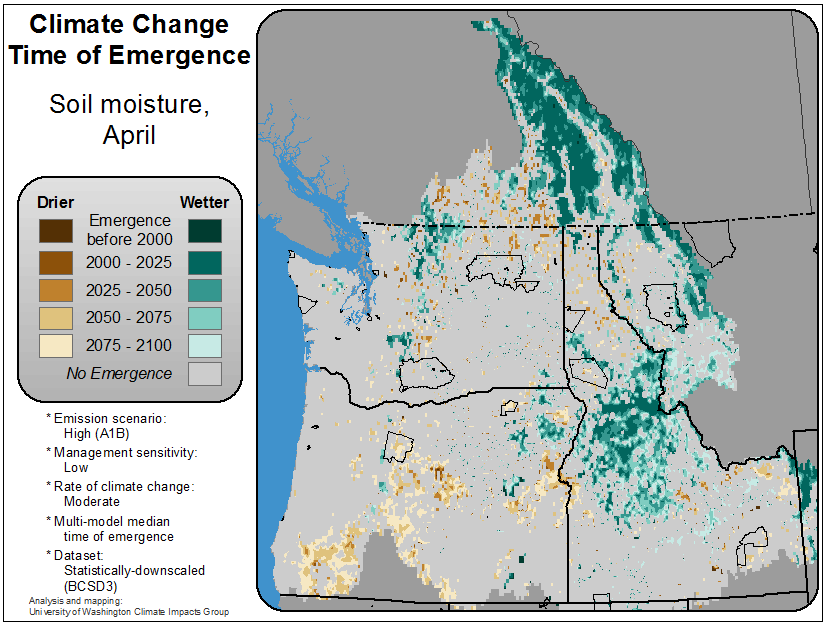 Climate Change
Time of Emergence
Soil moisture,
April
Drier
Wetter
Emergence
before 2000
2000 - 2025
2025 - 2050
2050 - 2075
2075 - 2100
No Emergence
* Emission scenario:
High (A1B)
* Management sensitivity:
Low
* Rate of climate change:
Moderate
* Multi-model median
time of emergence
* Dataset:
Statistically-downscaled
(BCSD3)
Analysis and mapping:
University of Washington Climate Impacts Group